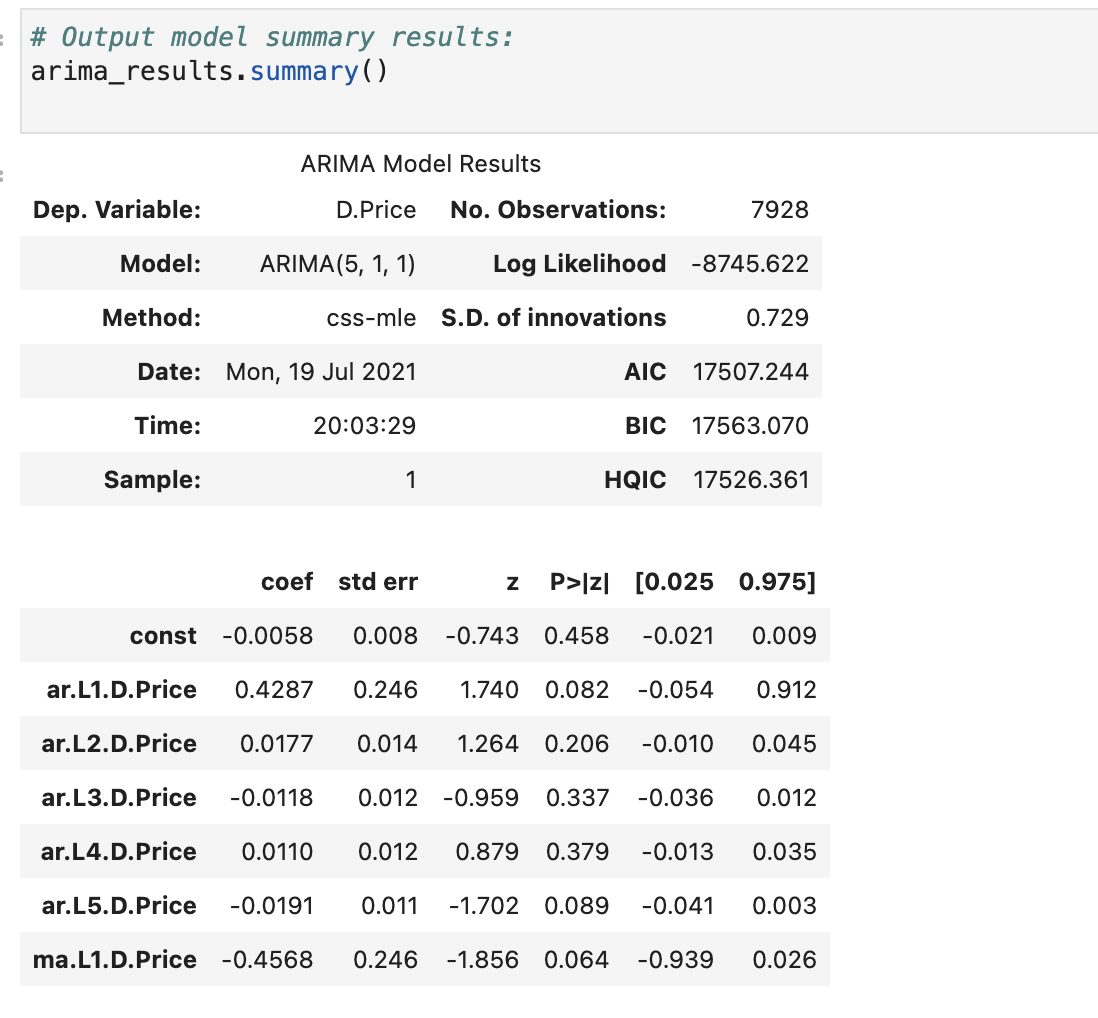 # Output model summary results:
arima_results.summary()
ARIMA Model Results
Dep. Variable: D.Price No. Observations: 7928
Model: ARIMA(5, 1, 1) Log Likelihood -8745.622
Method: css-mle S.D. of innovations 0.729
Date: Mon, 19 Jul 2021 AIC 17507.244
Time: 20:03:29 BIC 17563.070
Sample: 1 HQIC 17526.361
coef std err z P>|z| [0.025 0.975]
const -0.0058 0.008 -0.743 0.458 -0.021 0.009
ar.L1.D.Price 0.4287 0.246 1.740 0.082 -0.054 0.912
ar.L2.D.Price 0.0177 0.014 1.264 0.206 -0.010 0.045
ar.L3.D.Price -0.0118 0.012 -0.959 0.337 -0.036 0.012
ar.L4.D.Price 0.0110 0.012 0.879 0.379 -0.013 0.035
ar.L5.D.Price -0.0191 0.011 -1.702 0.089 -0.041 0.003
ma.L1.D.Price -0.4568 0.246 -1.856 0.064 -0.939 0.026